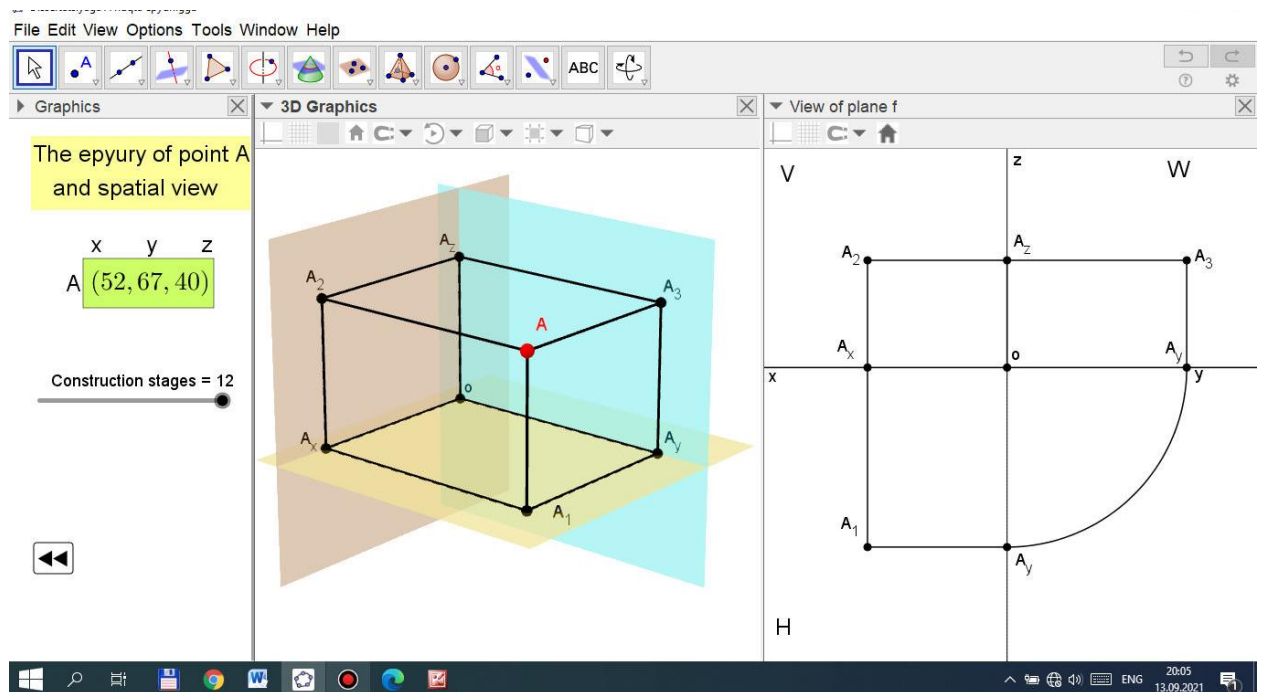 File Edit View Options Tools Window Help
ABC
Graphics
3D Graphics
View of plane f
The epyury of point A
and spatial view
x y z
A (52, 67, 40)
Construction stages = 12
A_z
A_2
A_3
A
o
A_x
A_y
A_1
V
z
W
A_2
A_z
A_3
A_x
o
A_y
x
y
A_1
A_y
H
ENG
20:05
13.09.2021